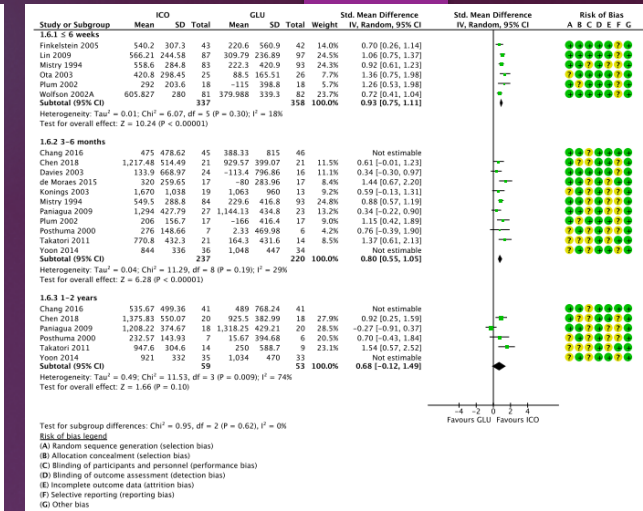 ICO GLU Std. Mean Difference Std. Mean Difference Risk of Bias
Study or Subgroup Mean SD Total Mean SD Total Weight IV, Random, 95% CI IV, Random, 95% CI A B C D E F G
1.6.1 ≤ 6 weeks
Finkelstein 2005 540.2 307.3 43 220.6 560.9 42 14.0% 0.70 [0.26, 1.14]
Lin 2009 566.21 244.58 87 309.79 236.89 97 28.0% 1.06 [0.75, 1.37]
Mistry 1994 558.6 284.8 83 222.3 420.9 93 28.1% 0.92 [0.61, 1.23]
Ota 2003 420.8 298.45 25 88.5 165.51 26 7.5% 1.36 [0.75, 1.98]
Plum 2002 292 203.6 18 -115 398.8 18 5.5% 1.26 [0.53, 1.98]
Wolfson 2002A 605.827 280 81 379.988 339.3 82 27.0% 0.72 [0.41, 1.04]
Subtotal (95% CI) 337 358 100.0% 0.93 [0.75, 1.11]
Heterogeneity: Tau² = 0.01; Chi² = 6.07, df = 5 (P = 0.30); I² = 18%
Test for overall effect: Z = 10.24 (P < 0.00001)
1.6.2 3–6 months
Chang 2016 475 478.62 45 388.33 815 46 Not estimable
Chen 2018 1,217.48 514.49 21 929.57 399.07 21 11.5% 0.61 [-0.01, 1.23]
Davies 2003 133.9 668.97 24 -113.4 796.86 16 11.0% 0.34 [-0.30, 0.97]
de Moraes 2015 320 259.65 17 -80 283.96 17 8.4% 1.44 [0.67, 2.20]
Konings 2003 1,670 1,038 19 1,063 960 13 9.2% 0.59 [-0.13, 1.31]
Mistry 1994 549.5 288.8 84 229.6 416.8 93 24.0% 0.88 [0.57, 1.19]
Paniagua 2009 1,294 427.79 27 1,144.13 434.8 23 13.5% 0.34 [-0.22, 0.90]
Plum 2002 206 156.7 17 -166 416.4 17 9.0% 1.15 [0.42, 1.89]
Posthuma 2000 276 148.66 7 2.33 469.98 6 4.2% 0.76 [-0.39, 1.90]
Takatori 2011 770.8 432.3 21 164.3 431.6 14 8.5% 1.37 [0.61, 2.13]
Yoon 2014 844 336 36 1,048 447 34 Not estimable
Subtotal (95% CI) 237 220 100.0% 0.80 [0.55, 1.05]
Heterogeneity: Tau² = 0.04; Chi² = 11.29, df = 8 (P = 0.19); I² = 29%
Test for overall effect: Z = 6.28 (P < 0.00001)
1.6.3 1–2 years
Chang 2016 535.67 499.36 41 489 768.24 41 Not estimable
Chen 2018 1,375.83 550.07 20 925.5 382.99 18 27.9% 0.92 [0.25, 1.59]
Paniagua 2009 1,208.22 374.67 18 1,318.25 429.21 20 28.5% -0.27 [-0.91, 0.37]
Posthuma 2000 232.57 143.93 7 15.67 394.68 6 20.1% 0.70 [-0.43, 1.84]
Takatori 2011 947.6 304.6 14 250 588.7 9 23.5% 1.54 [0.57, 2.52]
Yoon 2014 921 332 35 1,034 470 33 Not estimable
Subtotal (95% CI) 59 53 100.0% 0.68 [-0.12, 1.49]
Heterogeneity: Tau² = 0.49; Chi² = 11.53, df = 3 (P = 0.009); I² = 74%
Test for overall effect: Z = 1.66 (P = 0.10)
-4 -2 0 2 4
Favours GLU Favours ICO
Test for subgroup differences: Chi² = 0.95, df = 2 (P = 0.62), I² = 0%
Risk of bias legend
(A) Random sequence generation (selection bias)
(B) Allocation concealment (selection bias)
(C) Blinding of participants and personnel (performance bias)
(D) Blinding of outcome assessment (detection bias)
(E) Incomplete outcome data (attrition bias)
(F) Selective reporting (reporting bias)
(G) Other bias